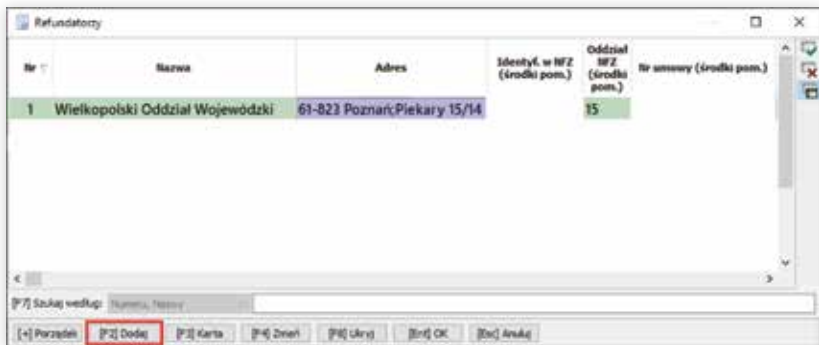 Refundatorzy
Nr Nazwa Adres Identyf. w NFZ (środki pom.) Oddział NFZ (środki pom.) Nr umowy (środki pom.)
1 Wielkopolski Oddział Wojewódzki 61-823 Poznań;Piekary 15/14 15
[F7] Szukaj według: Numeru, Nazwy
[+] Porządek [F2] Dodaj [F3] Karta [F4] Zmień [F8] Ukryj [Ent] OK [Esc] Anuluj